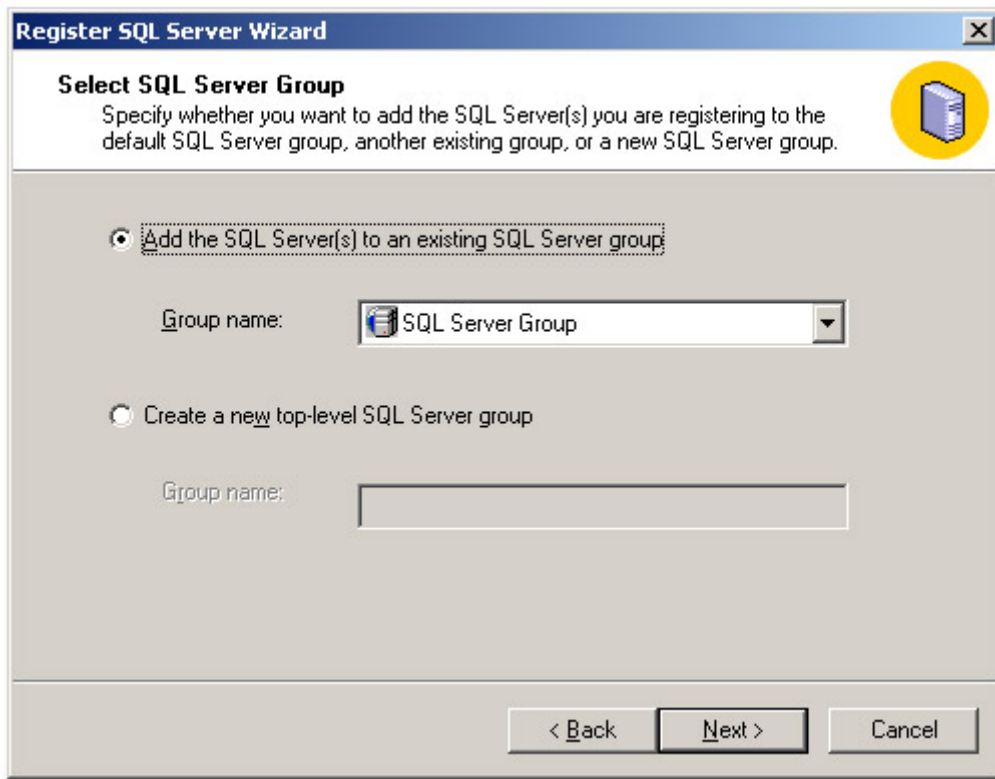 Register SQL Server Wizard
Select SQL Server Group
Specify whether you want to add the SQL Server(s) you are registering to the
default SQL Server group, another existing group, or a new SQL Server group.
Add the SQL Server(s) to an existing SQL Server group
Group name:
SQL Server Group
Create a new top-level SQL Server group
Group name:
< Back
Next >
Cancel